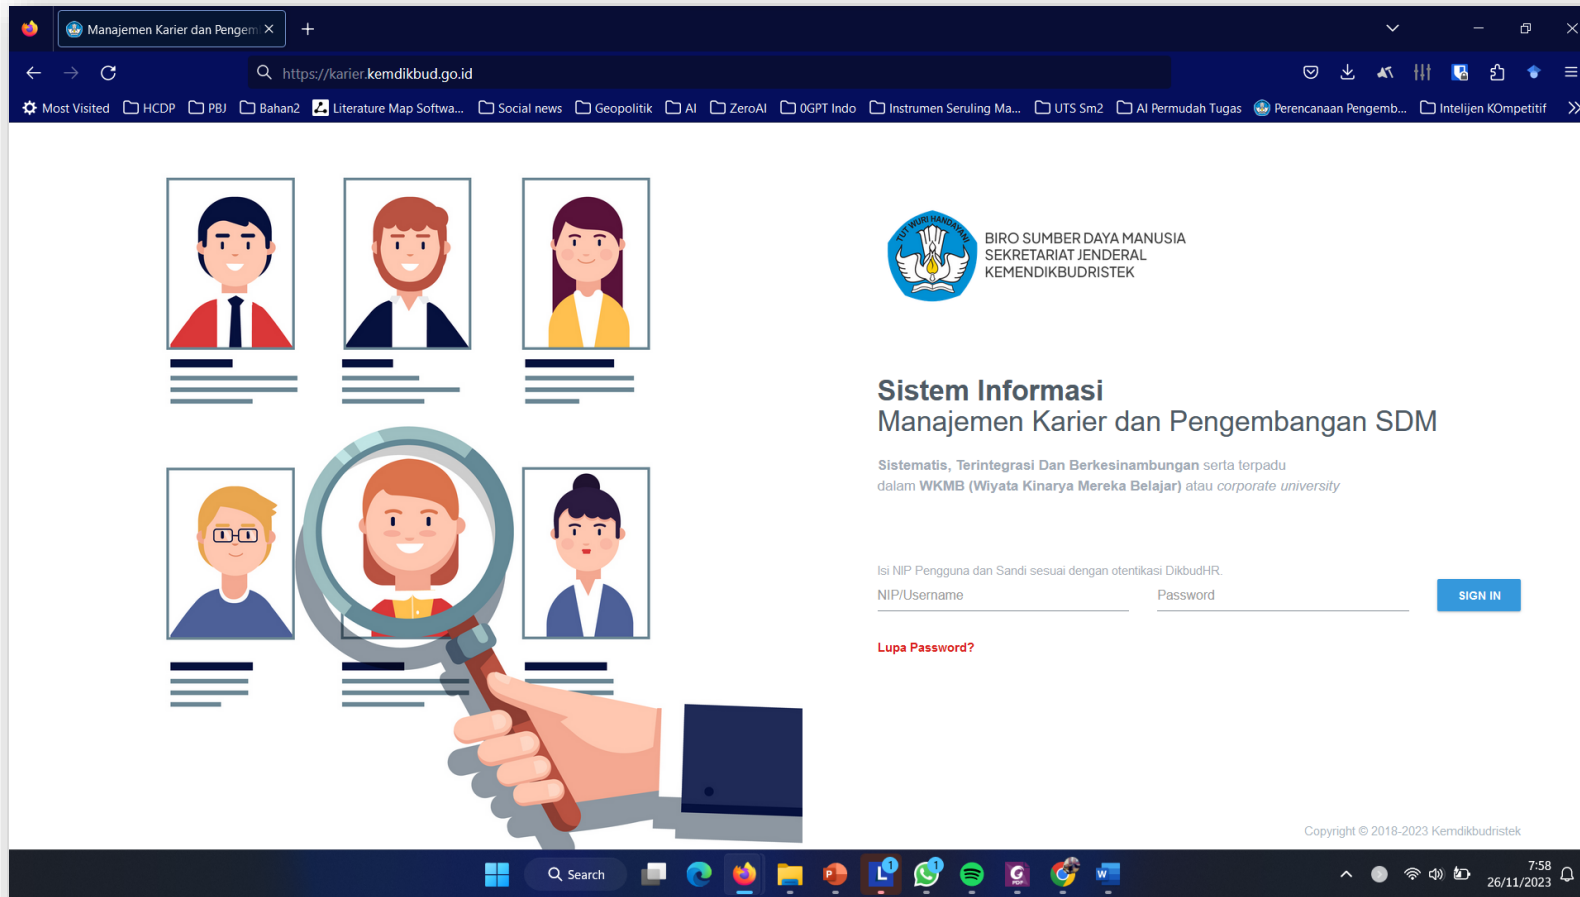 Manajemen Karier dan Pengem
https://karier.kemdikbud.go.id
Most Visited HCDP PBJ Bahan2 Literature Map Softwa... Social news Geopolitik AI ZeroAI 0GPT Indo Instrumen Seruling Ma... UTS Sm2 AI Permudah Tugas Perencanaan Pengemb... Intelijen KOmpetitif
TUT WURI HANDAYANI
BIRO SUMBER DAYA MANUSIA
SEKRETARIAT JENDERAL
KEMENDIKBUDRISTEK
Sistem Informasi
Manajemen Karier dan Pengembangan SDM
Sistematis, Terintegrasi Dan Berkesinambungan serta terpadu
dalam WKMB (Wiyata Kinarya Mereka Belajar) atau corporate university
Isi NIP Pengguna dan Sandi sesuai dengan otentikasi DikbudHR.
NIP/Username Password SIGN IN
Lupa Password?
Copyright © 2018-2023 Kemdikbudristek
Search
7:58
26/11/2023